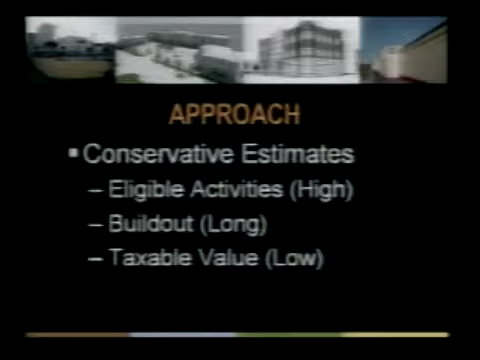 APPROACH
▪ Conservative Estimates
– Eligible Activities (High)
– Buildout (Long)
– Taxable Value (Low)